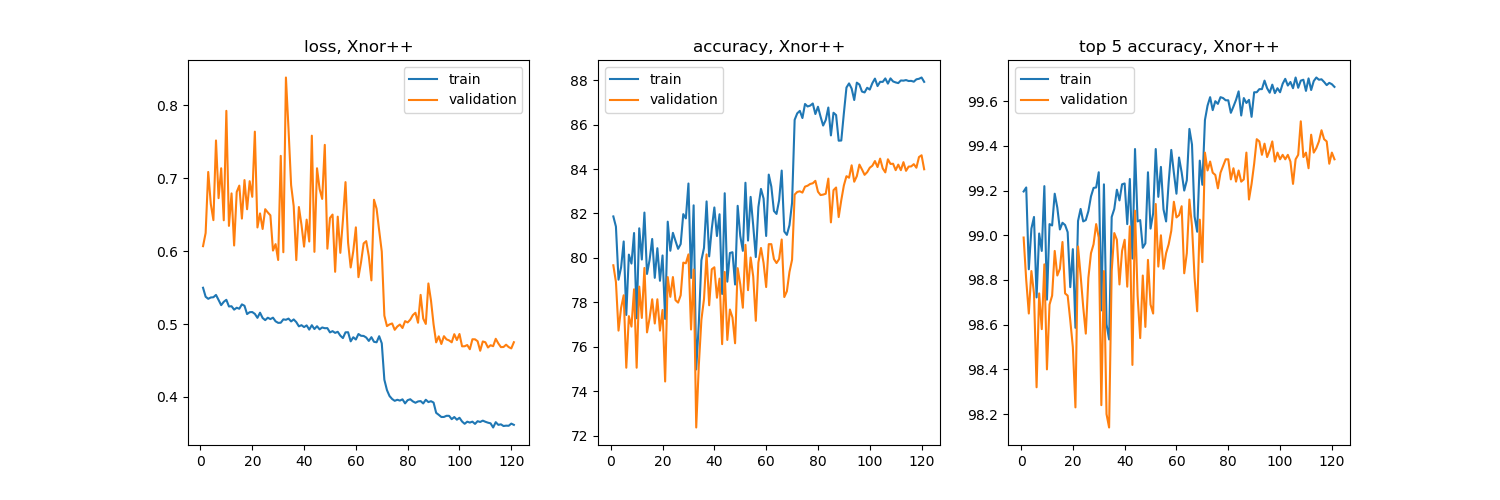 loss, Xnor++
train
validation
0.8
0.7
0.6
0.5
0.4
0 20 40 60 80 100 120
accuracy, Xnor++
train
validation
88
86
84
82
80
78
76
74
72
0 20 40 60 80 100 120
top 5 accuracy, Xnor++
train
validation
99.6
99.4
99.2
99.0
98.8
98.6
98.4
98.2
0 20 40 60 80 100 120